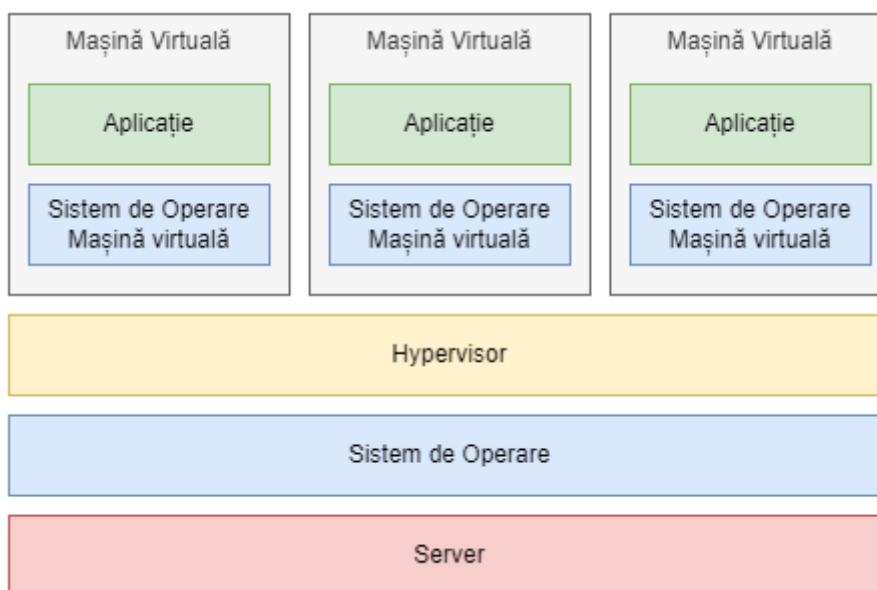 Mașină Virtuală
Mașină Virtuală
Mașină Virtuală
Aplicație
Aplicație
Aplicație
Sistem de Operare
Mașină virtuală
Sistem de Operare
Mașină virtuală
Sistem de Operare
Mașină virtuală
Hypervisor
Sistem de Operare
Server